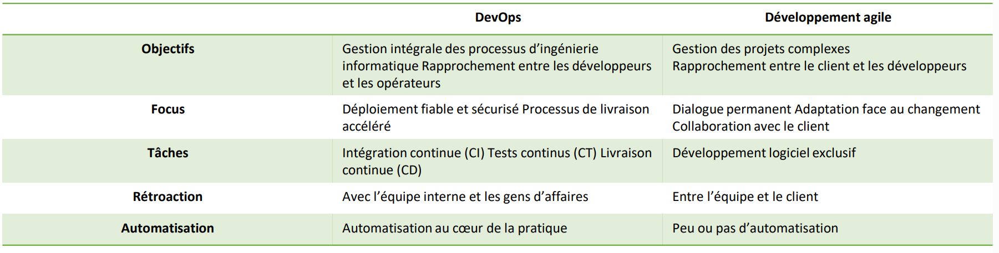 DevOps
Développement agile
Objectifs
Gestion intégrale des processus d’ingénierie
informatique Rapprochement entre les développeurs
et les opérateurs
Gestion des projets complexes
Rapprochement entre le client et les développeurs
Focus
Déploiement fiable et sécurisé Processus de livraison
accéléré
Dialogue permanent Adaptation face au changement
Collaboration avec le client
Tâches
Intégration continue (CI) Tests continus (CT) Livraison
continue (CD)
Développement logiciel exclusif
Rétroaction
Avec l’équipe interne et les gens d’affaires
Entre l’équipe et le client
Automatisation
Automatisation au cœur de la pratique
Peu ou pas d’automatisation